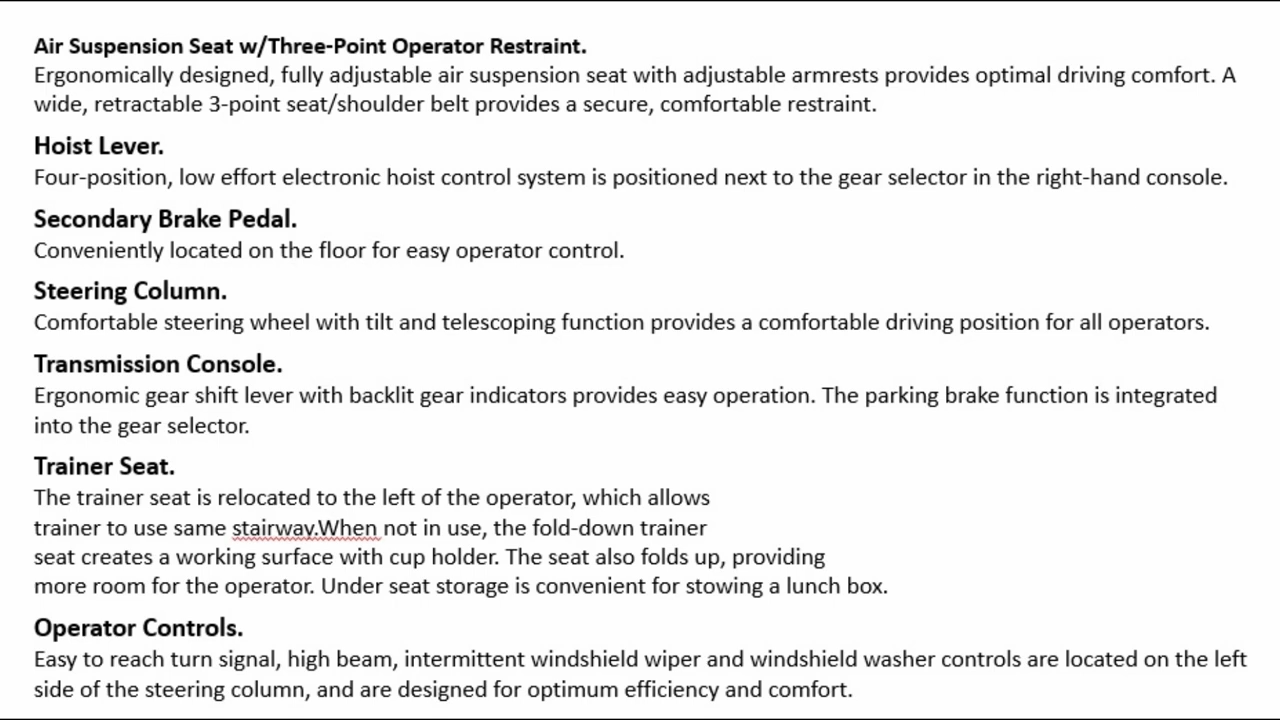 Air Suspension Seat w/Three-Point Operator Restraint.
Ergonomically designed, fully adjustable air suspension seat with adjustable armrests provides optimal driving comfort. A
wide, retractable 3-point seat/shoulder belt provides a secure, comfortable restraint.
Hoist Lever.
Four-position, low effort electronic hoist control system is positioned next to the gear selector in the right-hand console.
Secondary Brake Pedal.
Conveniently located on the floor for easy operator control.
Steering Column.
Comfortable steering wheel with tilt and telescoping function provides a comfortable driving position for all operators.
Transmission Console.
Ergonomic gear shift lever with backlit gear indicators provides easy operation. The parking brake function is integrated
into the gear selector.
Trainer Seat.
The trainer seat is relocated to the left of the operator, which allows
trainer to use same stairway.When not in use, the fold-down trainer
seat creates a working surface with cup holder. The seat also folds up, providing
more room for the operator. Under seat storage is convenient for stowing a lunch box.
Operator Controls.
Easy to reach turn signal, high beam, intermittent windshield wiper and windshield washer controls are located on the left
side of the steering column, and are designed for optimum efficiency and comfort.